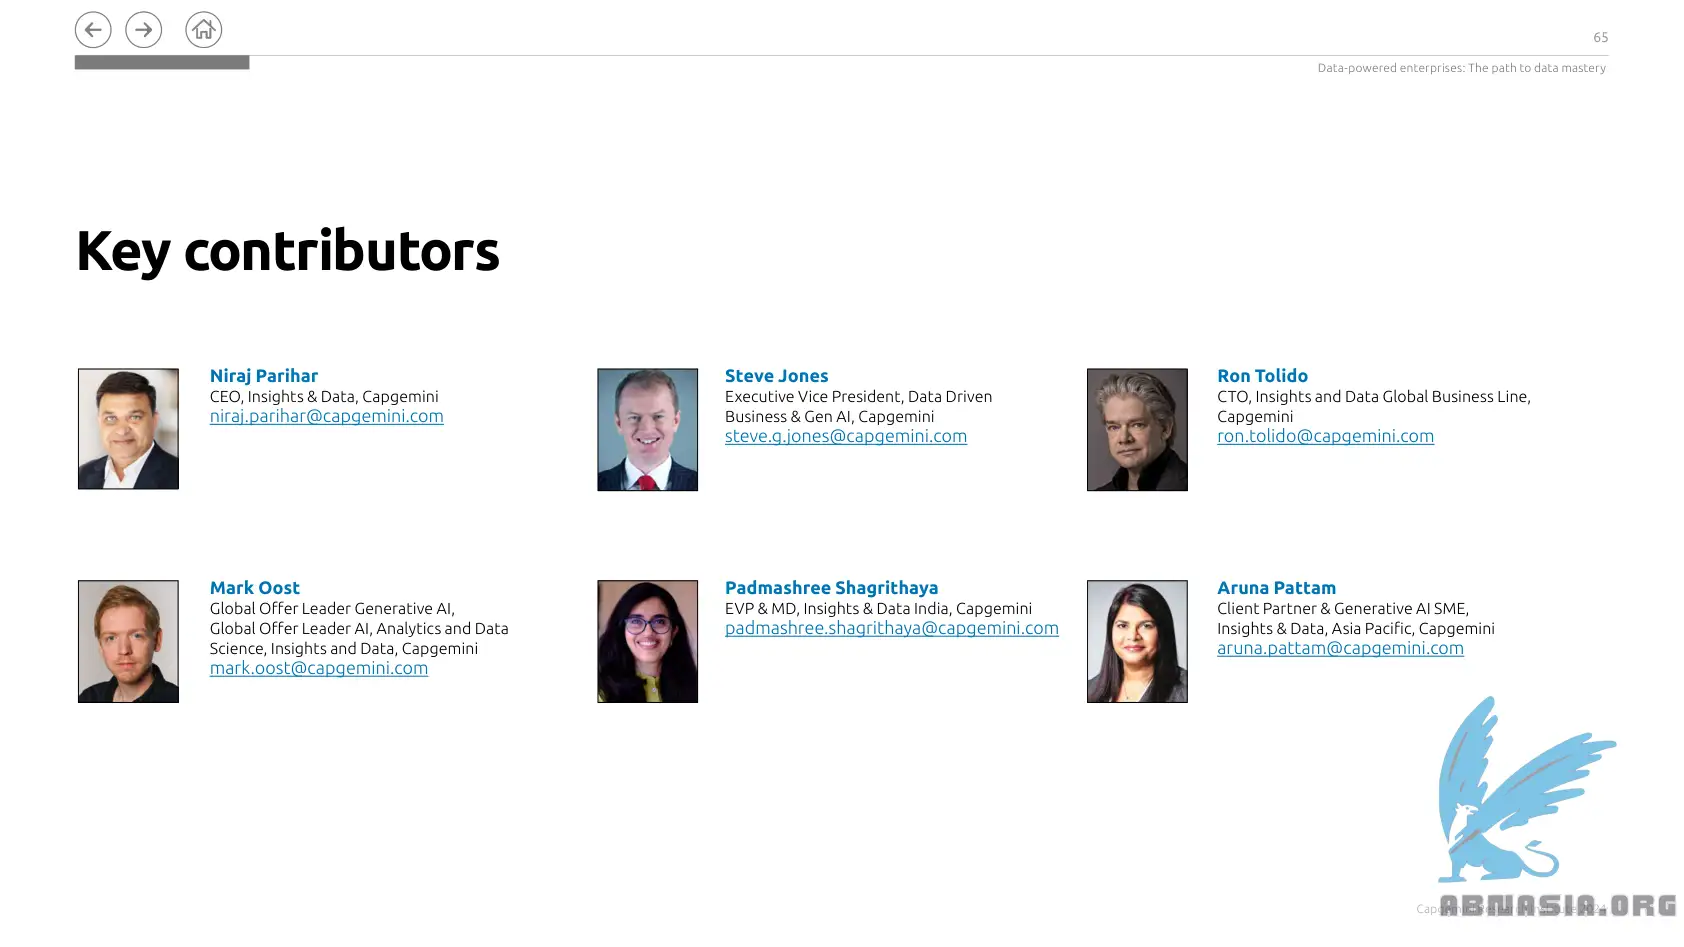 65
Data-powered enterprises: The path to data mastery
Key contributors
Niraj Parihar
CEO, Insights & Data, Capgemini
niraj.parihar@capgemini.com
Steve Jones
Executive Vice President, Data Driven
Business & Gen AI, Capgemini
steve.g.jones@capgemini.com
Ron Tolido
CTO, Insights and Data Global Business Line,
Capgemini
ron.tolido@capgemini.com
Mark Oost
Global Offer Leader Generative AI,
Global Offer Leader AI, Analytics and Data
Science, Insights and Data, Capgemini
mark.oost@capgemini.com
Padmashree Shagrithaya
EVP & MD, Insights & Data India, Capgemini
padmashree.shagrithaya@capgemini.com
Aruna Pattam
Client Partner & Generative AI SME,
Insights & Data, Asia Pacific, Capgemini
aruna.pattam@capgemini.com
ABNASIA.ORG